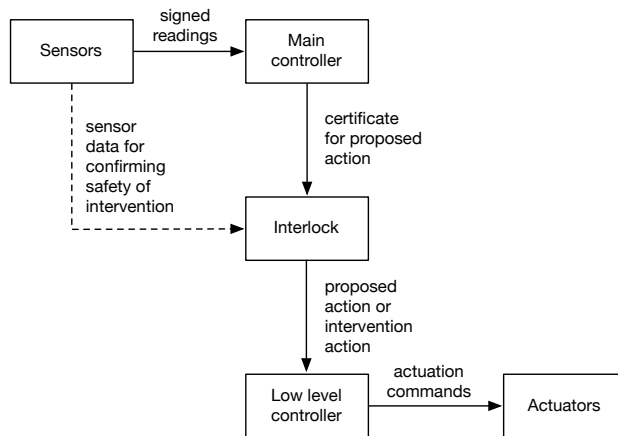 signed
readings
Sensors
Main
controller
sensor
data for
confirming
safety of
intervention
certificate
for proposed
action
Interlock
proposed
action or
intervention
action
Low level
controller
actuation
commands
Actuators